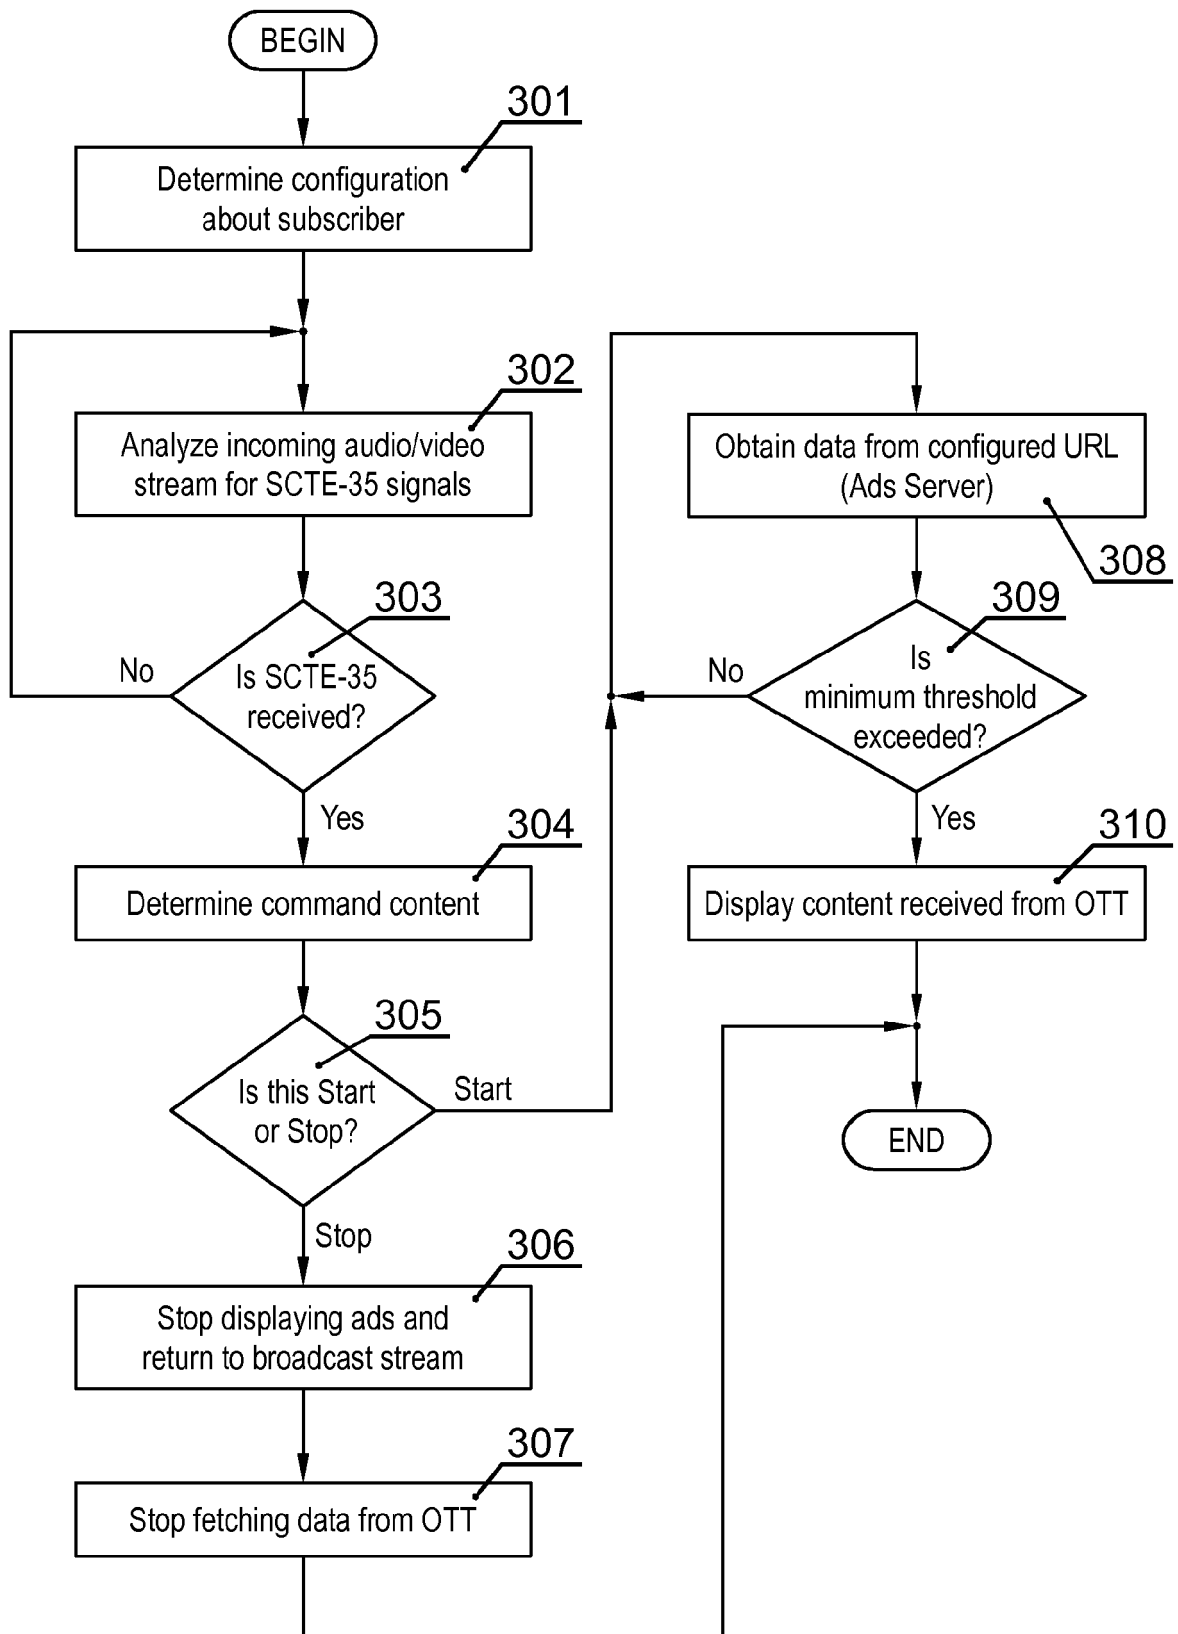 BEGIN
301
Determine configuration
about subscriber
302
Analyze incoming audio/video
stream for SCTE-35 signals
303
Is SCTE-35
received?
No
Yes
304
Determine command content
305
Is this Start
or Stop?
Start
Stop
306
Stop displaying ads and
return to broadcast stream
307
Stop fetching data from OTT
Obtain data from configured URL
(Ads Server)
308
309
Is
minimum threshold
exceeded?
No
Yes
310
Display content received from OTT
END